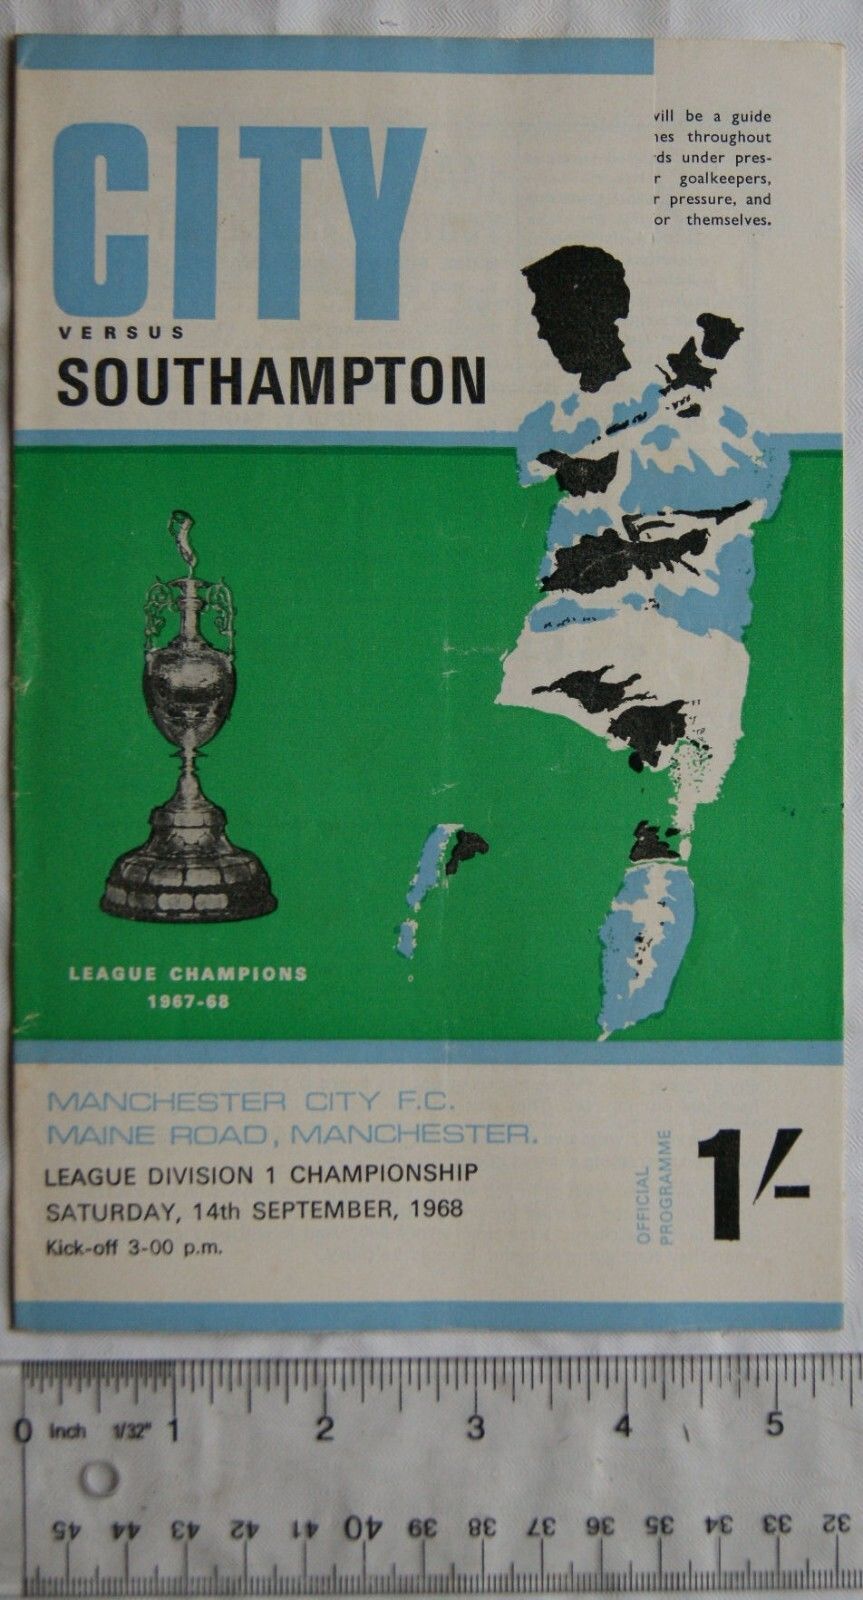 will be a guide
throughout
under pres-
goalkeepers,
pressure, and
themselves.
CITY
VERSUS
SOUTHAMPTON
LEAGUE CHAMPIONS
1967-68
MANCHESTER CITY F.C.
MAINE ROAD, MANCHESTER.
LEAGUE DIVISION 1 CHAMPIONSHIP
SATURDAY, 14th SEPTEMBER, 1968
Kick-off 3-00 p.m.
OFFICIAL
PROGRAMME
1/-
0 Inch 1/32" 1 2 3 4 5
45 44 43 42 41 40 39 38 37 36 35 34 33 32